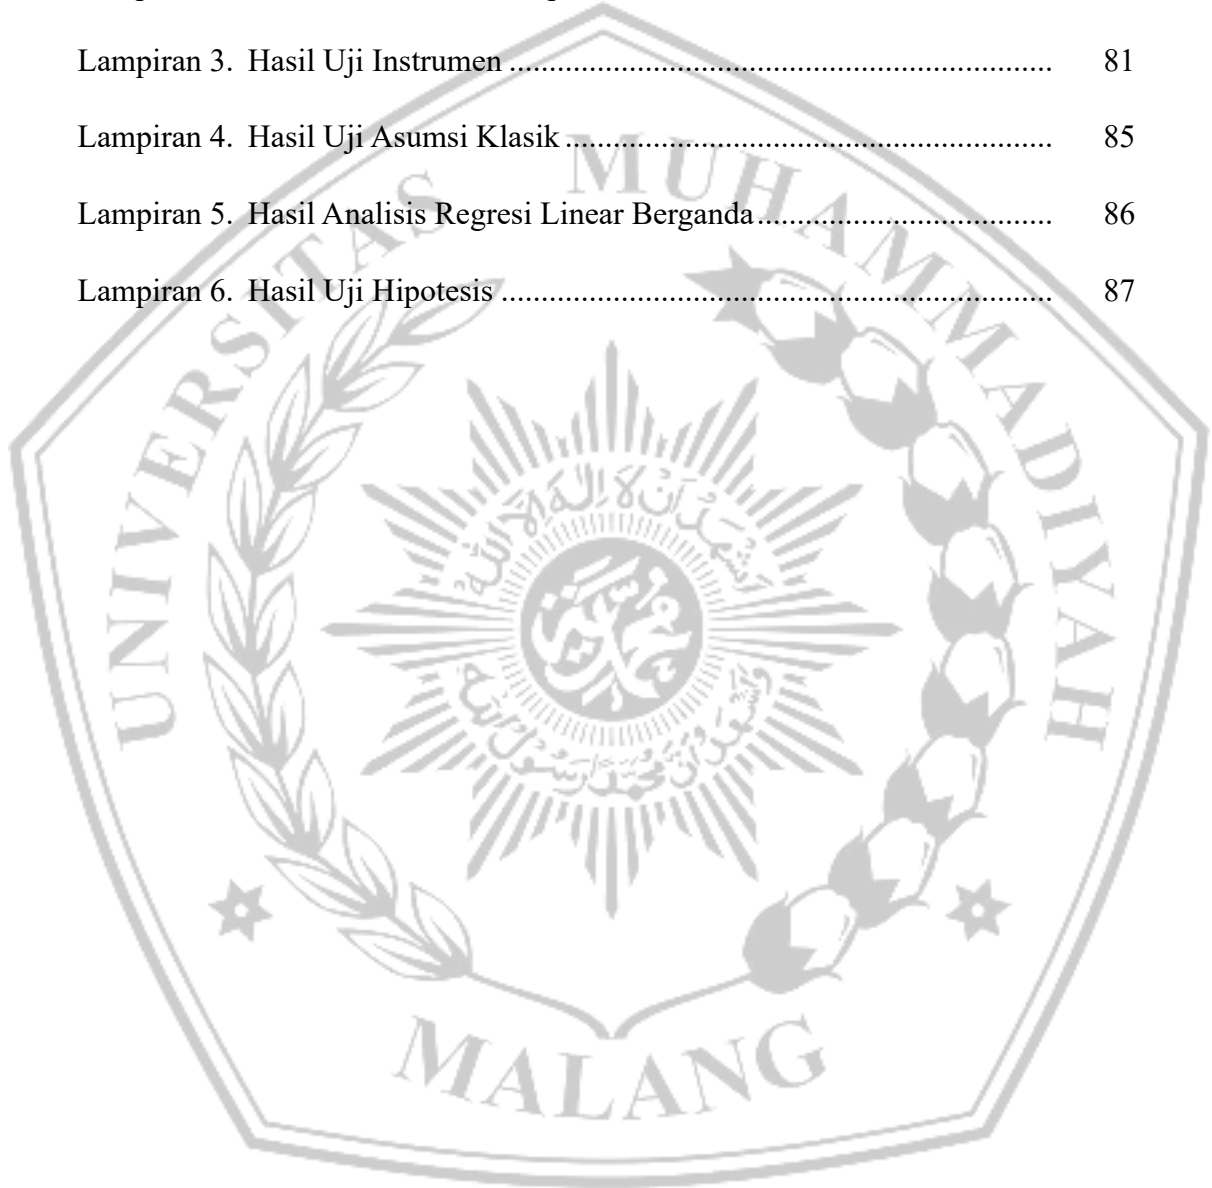 Lampiran 3. Hasil Uji Instrumen .................................................................... 81
Lampiran 4. Hasil Uji Asumsi Klasik ............................................................. 85
Lampiran 5. Hasil Analisis Regresi Linear Berganda ..................................... 86
Lampiran 6. Hasil Uji Hipotesis ..................................................................... 87
UNIVERSITAS MUHAMMADIYAH
MALANG